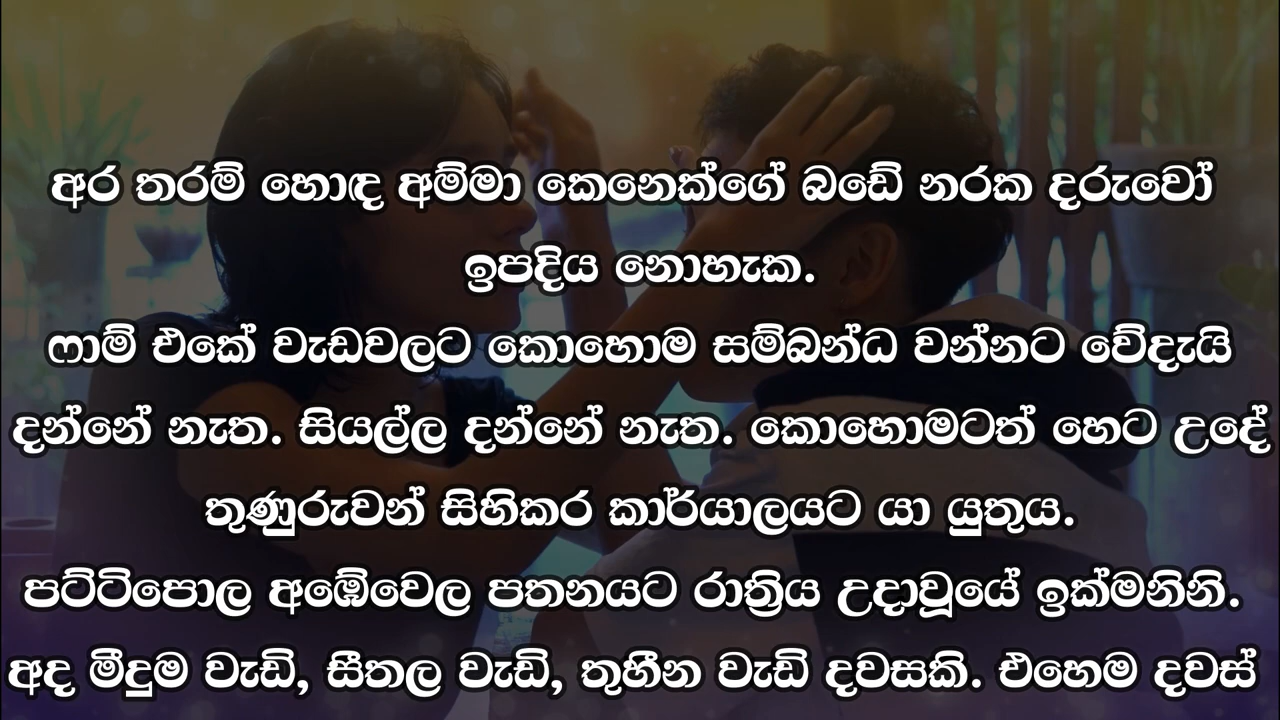 අර තරම් හොඳ අම්මා කෙනෙක්ගේ බඩේ නරක දරුවෝ
ඉපදිය නොහැක.
ෆාම් එකේ වැඩවලට කොහොම සම්බන්ධ වන්නට වේදැයි
දන්නේ නැත. සියල්ල දන්නේ නැත. කොහොමටත් හෙට උදේ
තුණුරුවන් සිහිකර කාර්යාලයට යා යුතුය.
පට්ටිපොල අඹේවෙල පතනයට රාත්‍රිය උදාවූයේ ඉක්මනිනි.
අද මීදුම වැඩි, සීතල වැඩි, තුහීන වැඩි දවසකි. එහෙම දවස්